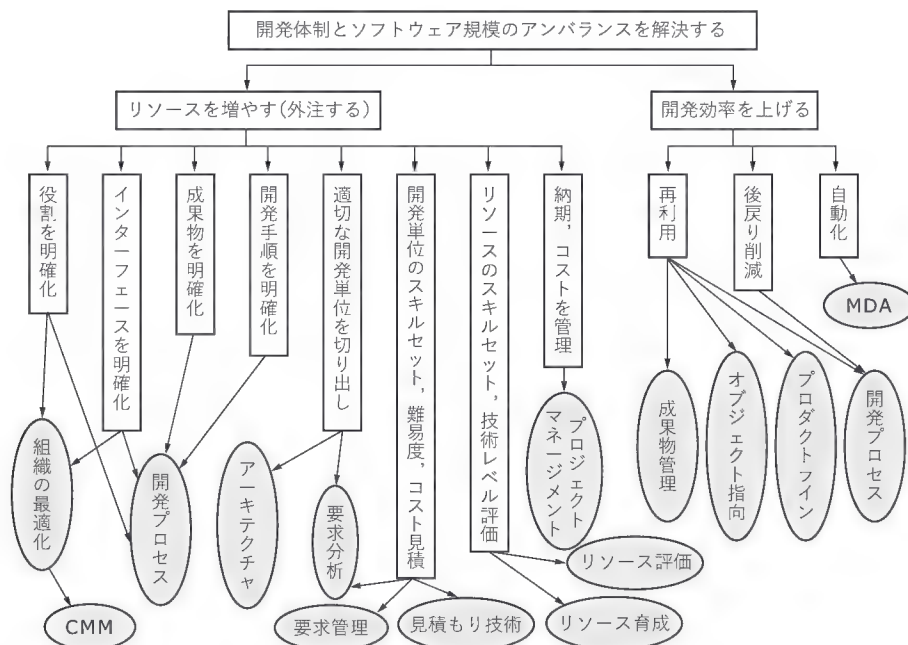 開発体制とソフトウェア規模のアンバランスを解決する
リソースを増やす(外注する)
開発効率を上げる
役割を明確化
インターフェースを明確化
成果物を明確化
開発手順を明確化
適切な開発単位を切り出し
開発単位のスキルセット,難易度,コスト見積
リソースのスキルセット,技術レベル評価
納期,コストを管理
再利用
後戻り削減
自動化
MDA
組織の最適化
開発プロセス
アーキテクチャ
要求分析
プロジェクト
マネージメント
成果物管理
オブジェクト指向
プロダクトフイン
開発プロセス
リソース評価
CMM
要求管理
見積もり技術
リソース育成